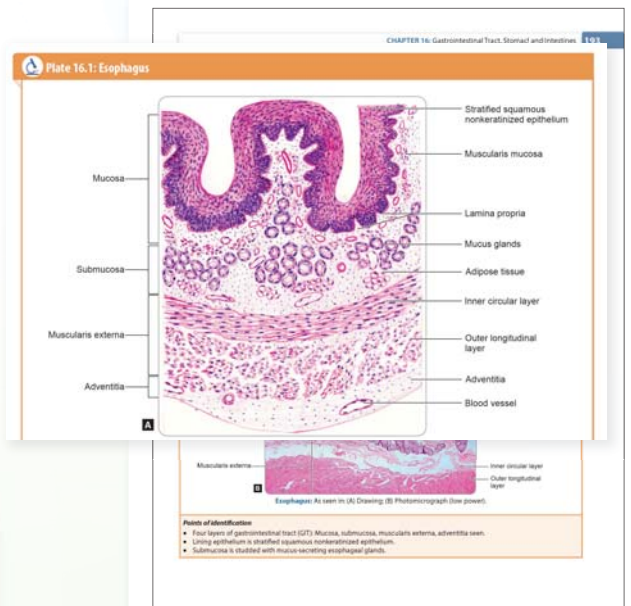 CHAPTER 16: Gastrointestinal Tract, Stomach and Intestines 193
Plate 16.1: Esophagus
Mucosa
Submucosa
Muscularis externa
Adventitia
Stratified squamous
nonkeratinized epithelium
Muscularis mucosa
Lamina propria
Mucus glands
Adipose tissue
Inner circular layer
Outer longitudinal
layer
Adventitia
Blood vessel
A
Muscularis externa
Inner circular layer
Outer longitudinal
layer
B
Esophagus: As seen in (A) Drawing; (B) Photomicrograph (low power).
Points of identification
• Four layers of gastrointestinal tract (GIT): Mucosa, submucosa, muscularis externa, adventitia seen.
• Lining epithelium is stratified squamous nonkeratinized epithelium.
• Submucosa is studded with mucus-secreting esophageal glands.